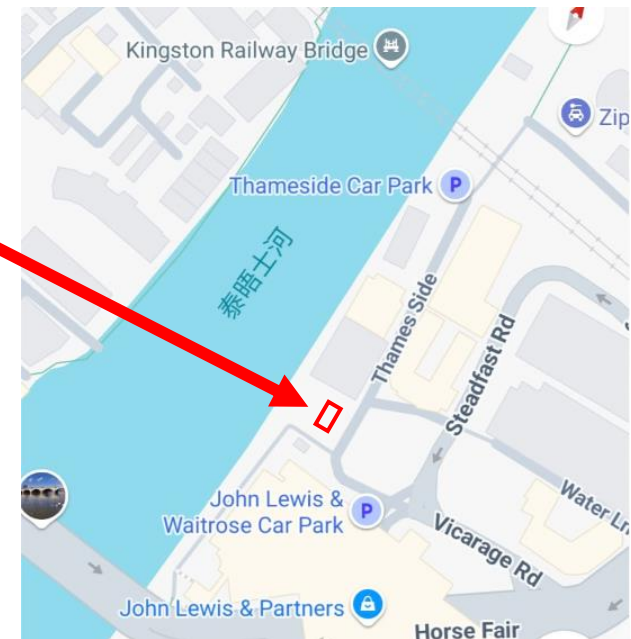 Kingston Railway Bridge
Zip
Thameside Car Park
P
泰晤士河
Thames Side
Steadfast Rd
John Lewis &
Waitrose Car Park
P
Water Ln
Vicarage Rd
John Lewis & Partners
Horse Fair